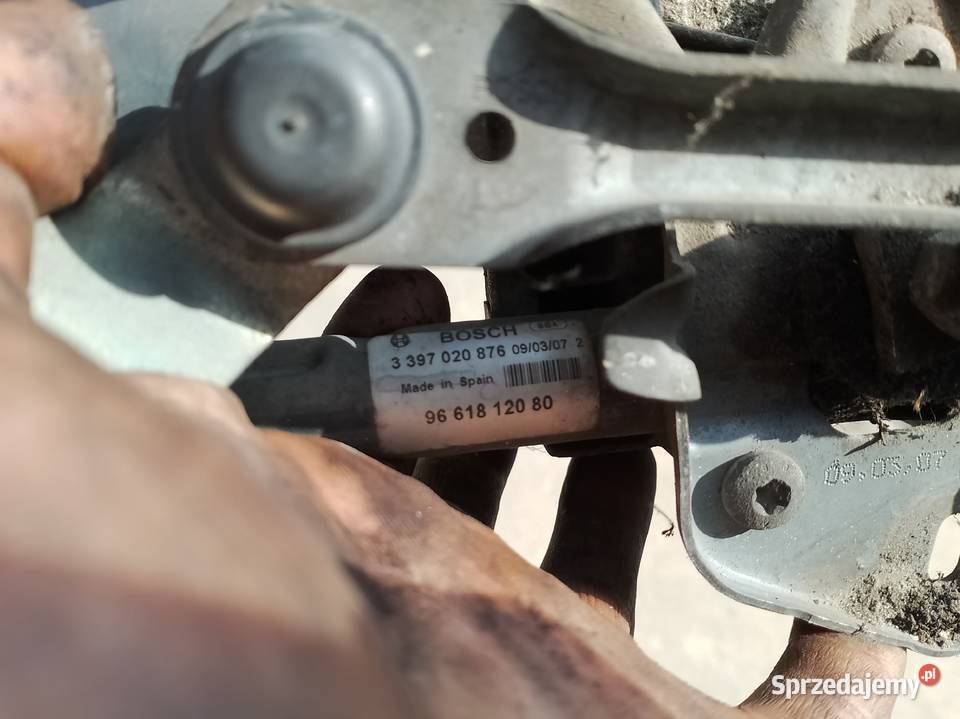 BOSCH
3 397 020 876 09/03/07 2
Made in Spain
96 618 120 80
09.03.07
Sprzedajemy.pl